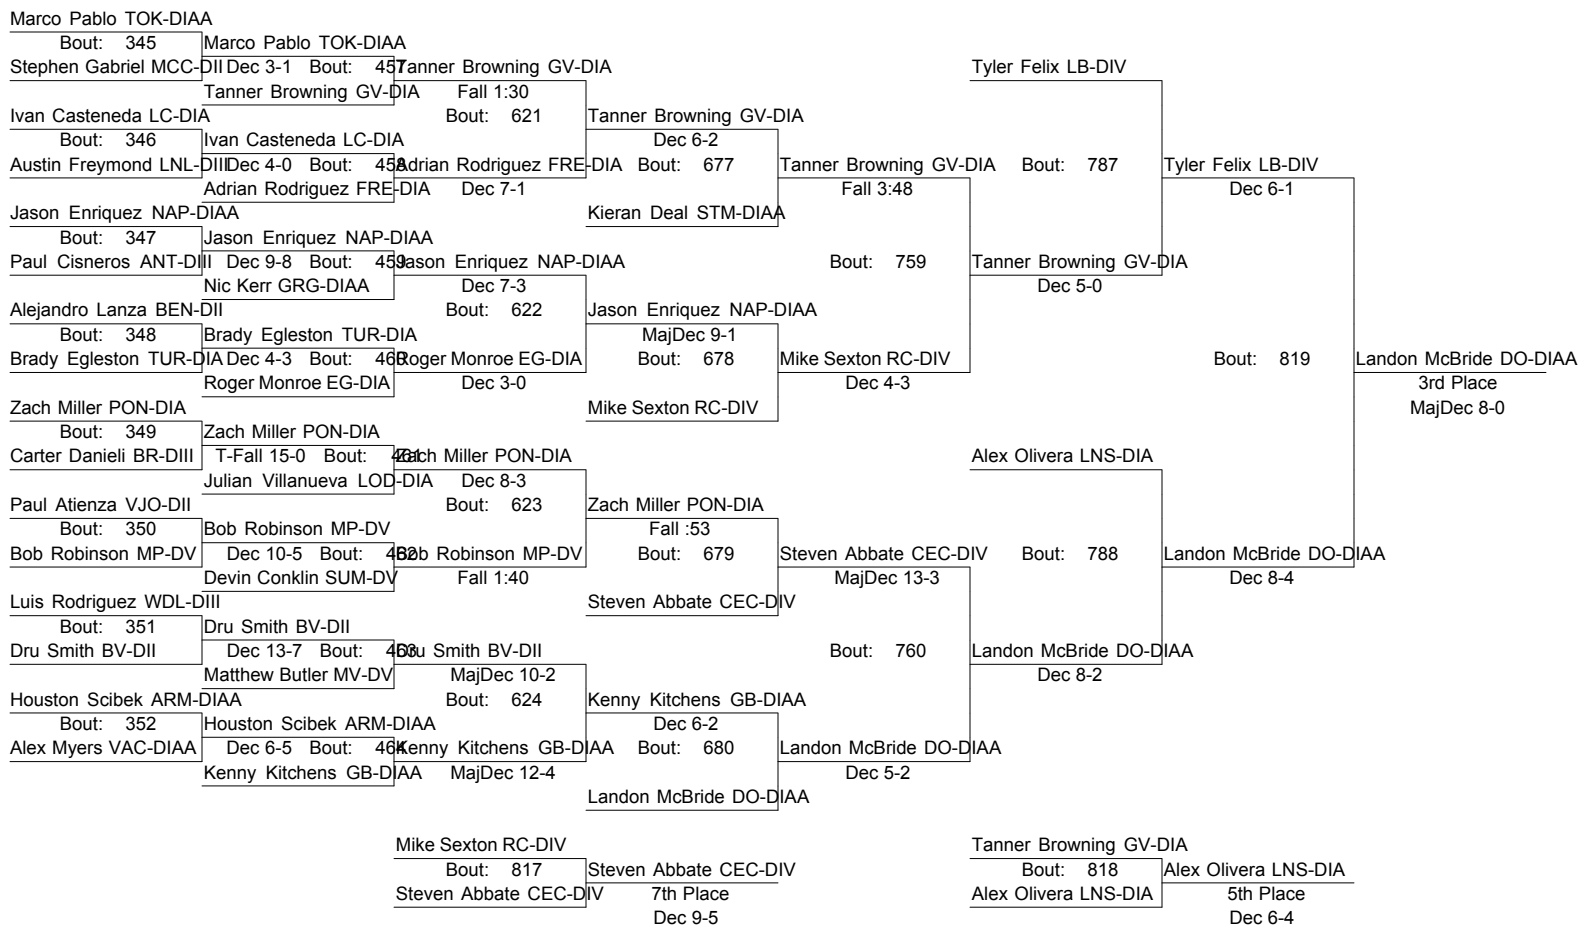 Marco Pablo TOK-DIAA
Bout: 345 Marco Pablo TOK-DIAA
Stephen Gabriel MCC-DII Dec 3-1 Bout: 457 Tanner Browning GV-DIA Tyler Felix LB-DIV
Tanner Browning GV-DIA Fall 1:30
Ivan Casteneda LC-DIA Bout: 621 Tanner Browning GV-DIA
Bout: 346 Ivan Casteneda LC-DIA Dec 6-2
Austin Freymond LNL-DIII Dec 4-0 Bout: 458 Adrian Rodriguez FRE-DIA Bout: 677 Tanner Browning GV-DIA Bout: 787 Tyler Felix LB-DIV
Adrian Rodriguez FRE-DIA Dec 7-1 Fall 3:48 Dec 6-1
Jason Enriquez NAP-DIAA Kieran Deal STM-DIAA
Bout: 347 Jason Enriquez NAP-DIAA
Paul Cisneros ANT-DIII Dec 9-8 Bout: 459 Jason Enriquez NAP-DIAA Bout: 759 Tanner Browning GV-DIA
Nic Kerr GRG-DIAA Dec 7-3 Dec 5-0
Alejandro Lanza BEN-DII Bout: 622 Jason Enriquez NAP-DIAA
Bout: 348 Brady Egleston TUR-DIA MajDec 9-1
Brady Egleston TUR-DIA Dec 4-3 Bout: 460 Roger Monroe EG-DIA Bout: 678 Mike Sexton RC-DIV Bout: 819 Landon McBride DO-DIAA
Roger Monroe EG-DIA Dec 3-0 Dec 4-3 3rd Place
Zach Miller PON-DIA Mike Sexton RC-DIV MajDec 8-0
Bout: 349 Zach Miller PON-DIA
Carter Danieli BR-DIII T-Fall 15-0 Bout: 461 Zach Miller PON-DIA Alex Olivera LNS-DIA
Julian Villanueva LOD-DIA Dec 8-3
Paul Atienza VJO-DII Bout: 623 Zach Miller PON-DIA
Bout: 350 Bob Robinson MP-DV Fall :53
Bob Robinson MP-DV Dec 10-5 Bout: 462 Bob Robinson MP-DV Bout: 679 Steven Abbate CEC-DIV Bout: 788 Landon McBride DO-DIAA
Devin Conklin SUM-DV Fall 1:40 MajDec 13-3 Dec 8-4
Luis Rodriguez WDL-DIII Steven Abbate CEC-DIV
Bout: 351 Dru Smith BV-DII
Dru Smith BV-DII Dec 13-7 Bout: 463 Dru Smith BV-DII Bout: 760 Landon McBride DO-DIAA
Matthew Butler MV-DV MajDec 10-2 Dec 8-2
Houston Scibek ARM-DIAA Bout: 624 Kenny Kitchens GB-DIAA
Bout: 352 Houston Scibek ARM-DIAA Dec 6-2
Alex Myers VAC-DIAA Dec 6-5 Bout: 464 Kenny Kitchens GB-DIAA Bout: 680 Landon McBride DO-DIAA
Kenny Kitchens GB-DIAA MajDec 12-4 Dec 5-2
Landon McBride DO-DIAA
Mike Sexton RC-DIV Tanner Browning GV-DIA
Bout: 817 Steven Abbate CEC-DIV Bout: 818 Alex Olivera LNS-DIA
Steven Abbate CEC-DIV 7th Place Alex Olivera LNS-DIA 5th Place
Dec 9-5 Dec 6-4